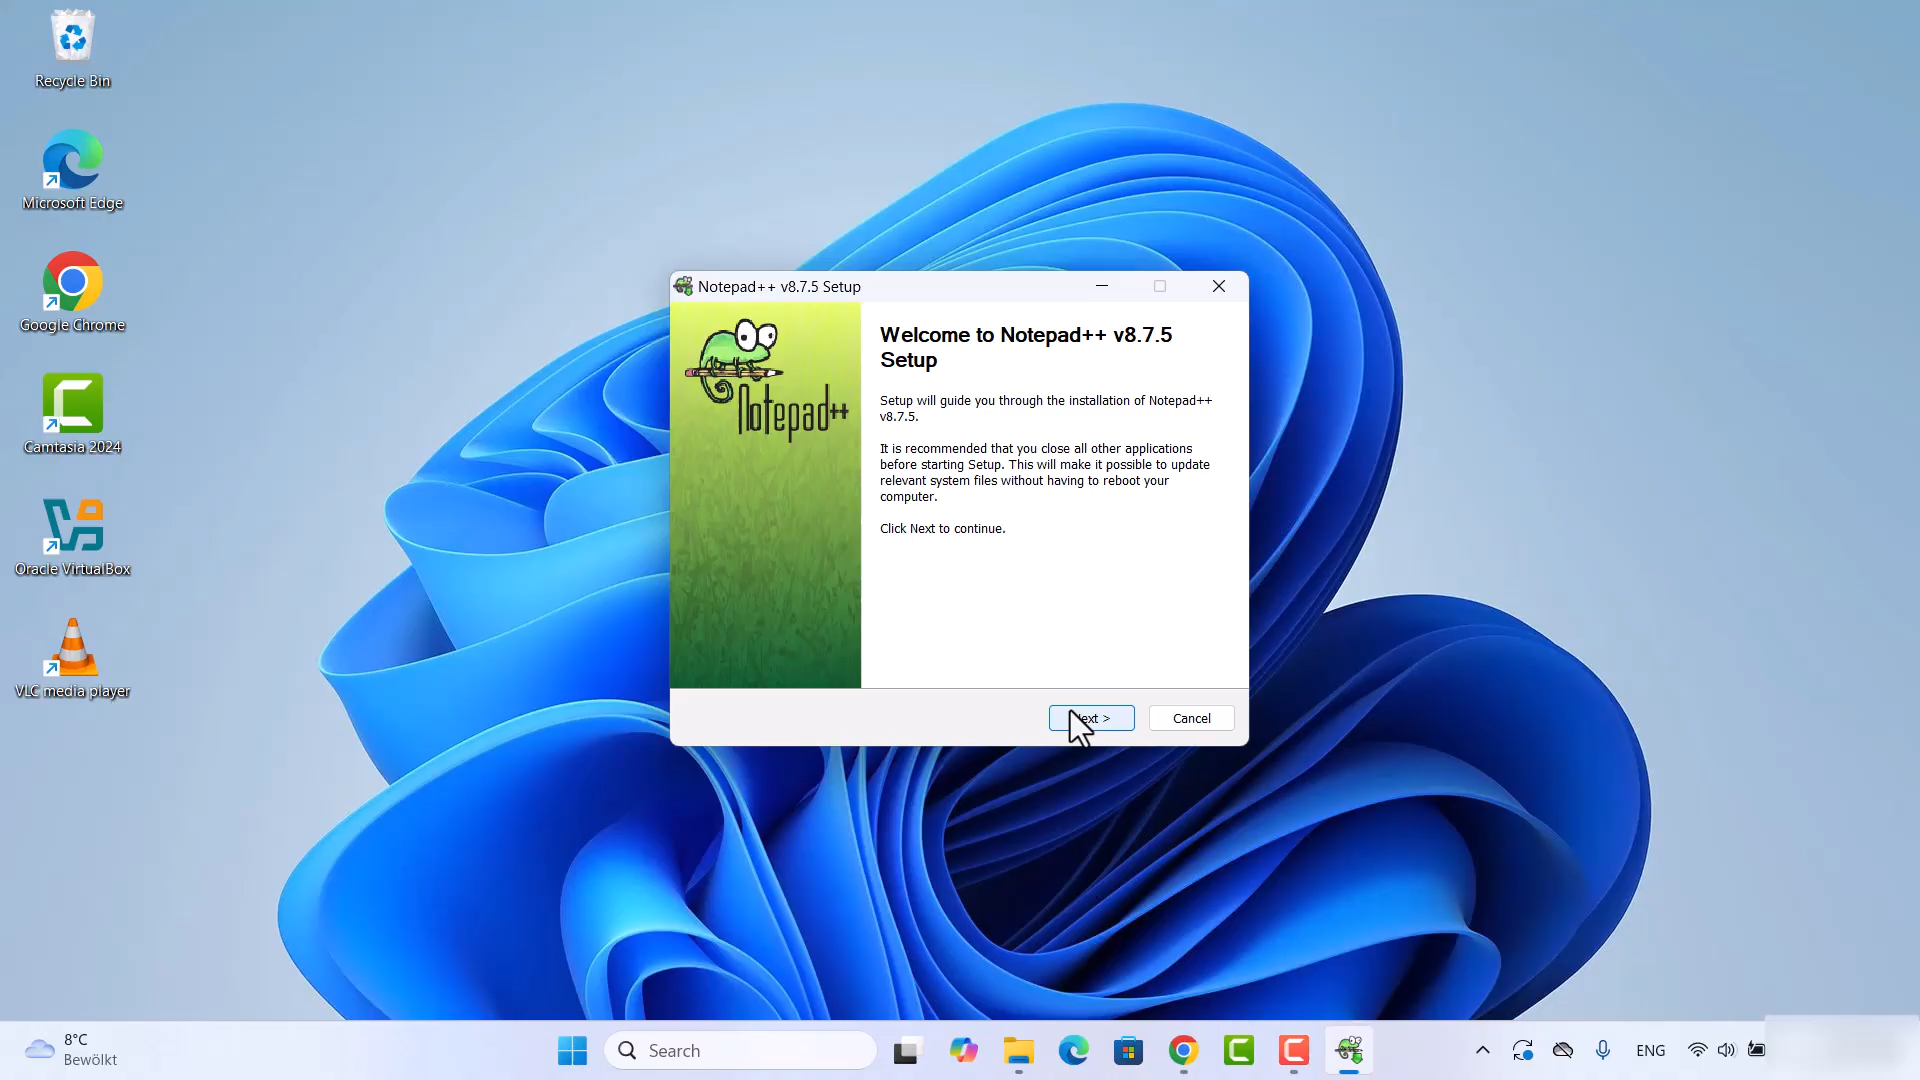 Recycle Bin
Microsoft Edge
Google Chrome
Camtasia 2024
Oracle VirtualBox
VLC media player
Notepad++ v8.7.5 Setup
Notepad++
Welcome to Notepad++ v8.7.5
Setup
Setup will guide you through the installation of Notepad++
v8.7.5.
It is recommended that you close all other applications
before starting Setup. This will make it possible to update
relevant system files without having to reboot your
computer.
Click Next to continue.
>
Cancel
8°C
Bewölkt
Search
ENG